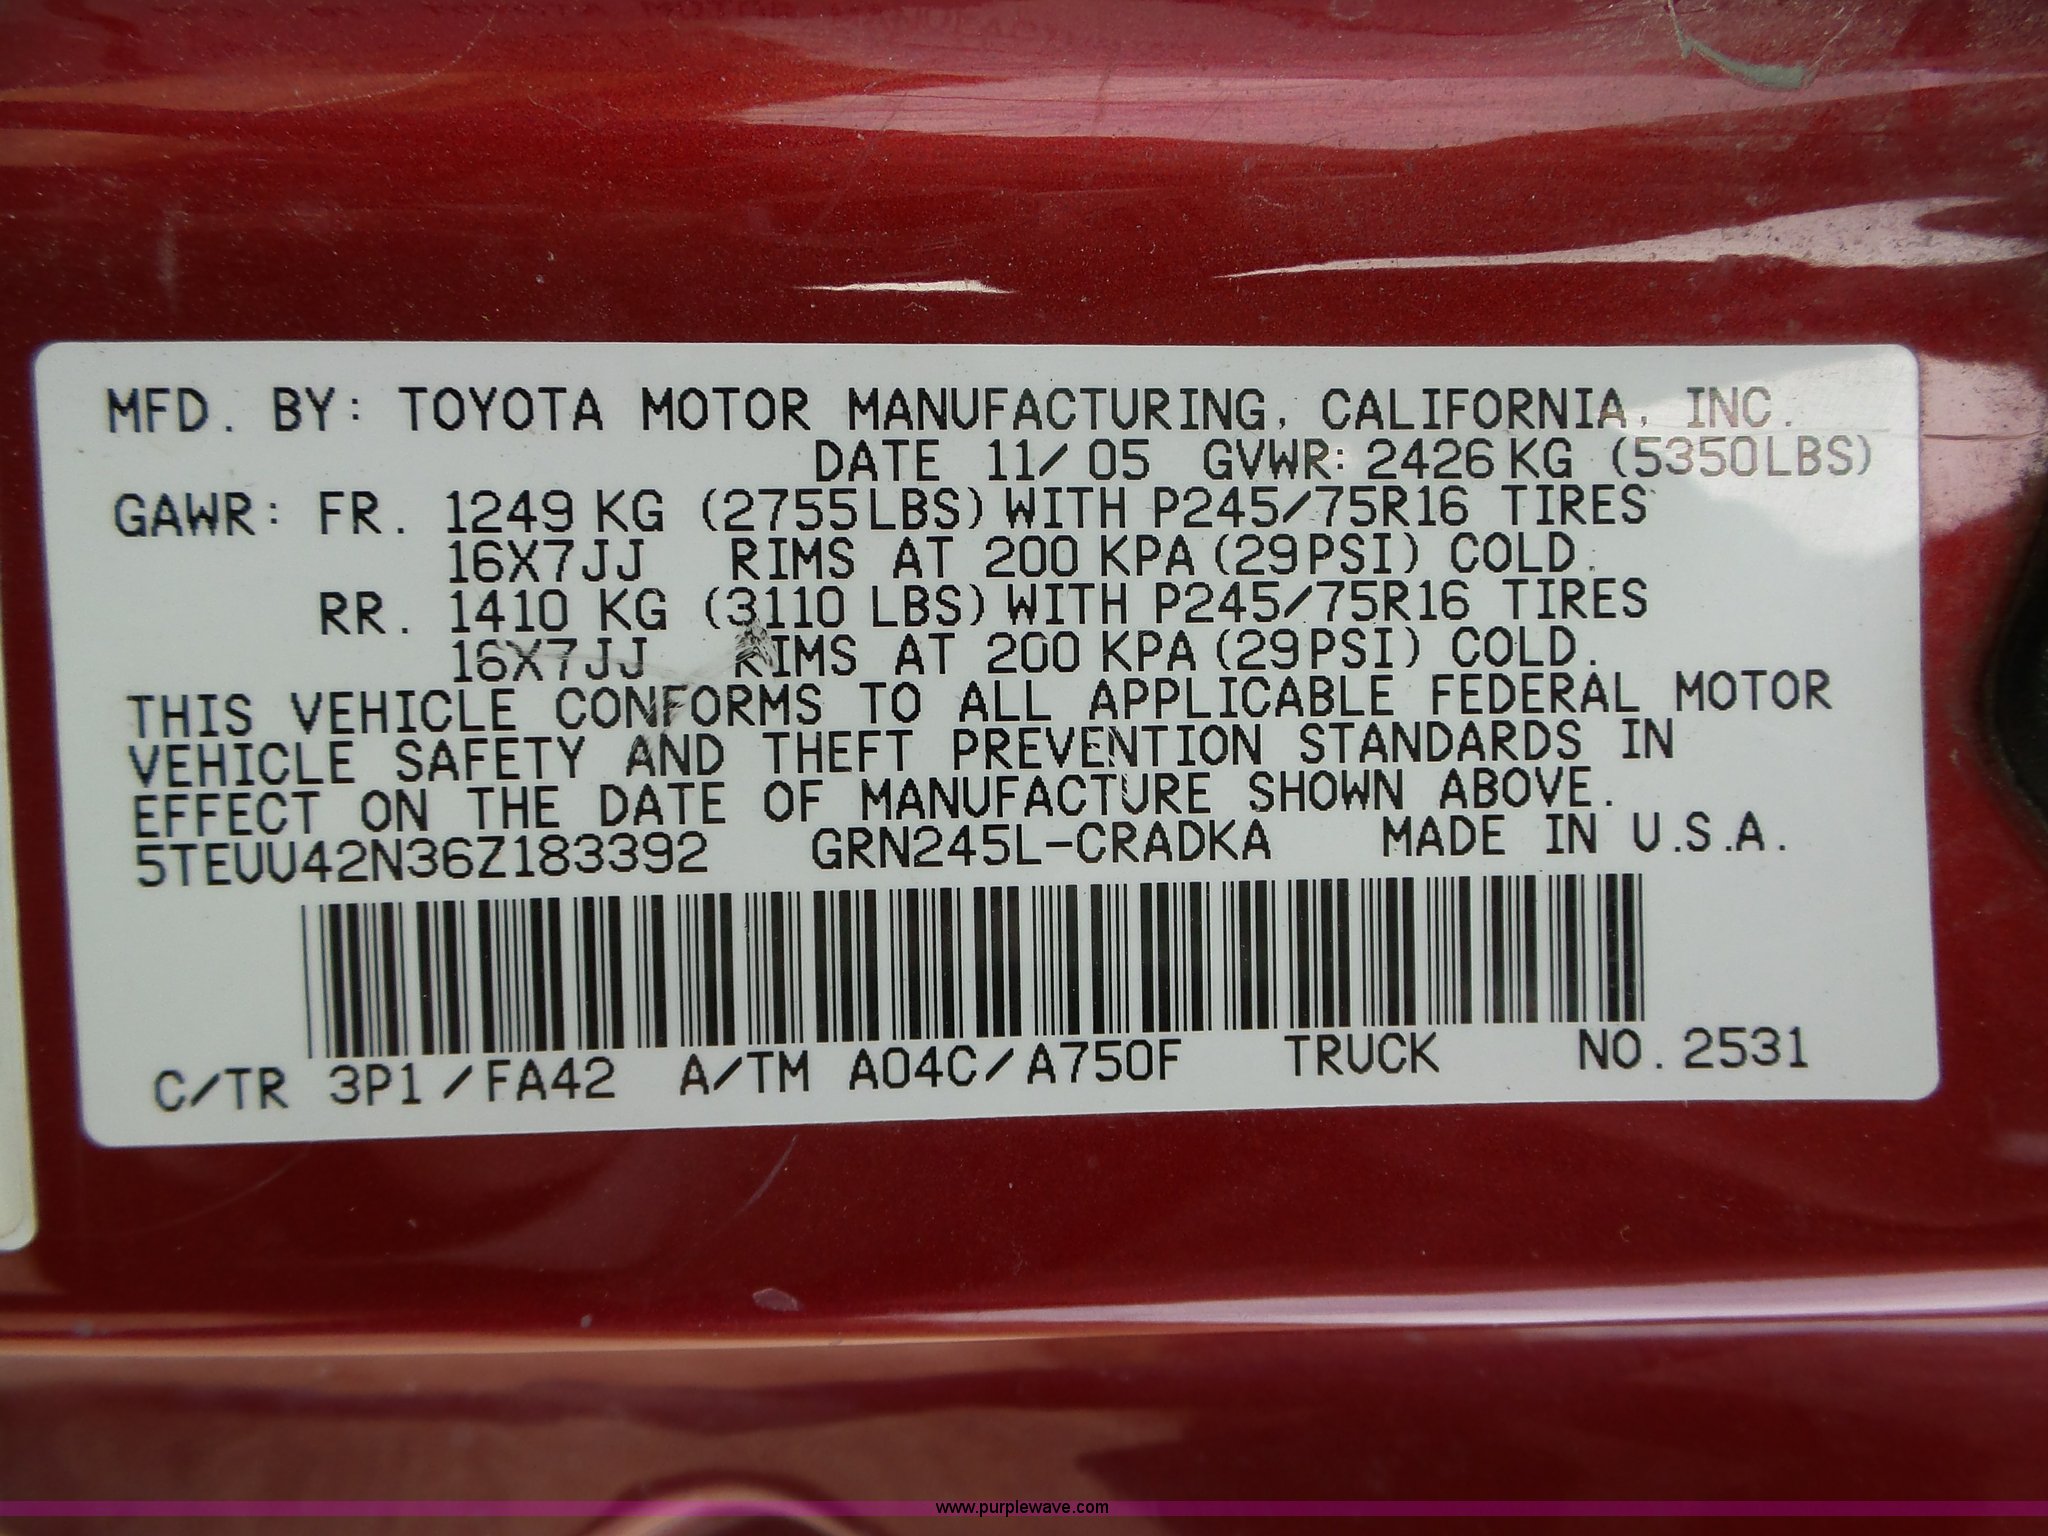 MFD. BY: TOYOTA MOTOR MANUFACTURING, CALIFORNIA, INC.
DATE 11/05 GVWR: 2426 KG (5350LBS)
GAWR: FR. 1249 KG (2755LBS) WITH P245/75R16 TIRES
16X7JJ RIMS AT 200 KPA (29PSI) COLD.
RR. 1410 KG (3110 LBS) WITH P245/75R16 TIRES
16X7JJ RIMS AT 200 KPA (29PSI) COLD.
THIS VEHICLE CONFORMS TO ALL APPLICABLE FEDERAL MOTOR
VEHICLE SAFETY AND THEFT PREVENTION STANDARDS IN
EFFECT ON THE DATE OF MANUFACTURE SHOWN ABOVE.
5TEUU42N36Z183392 GRN245L-CRADKA MADE IN U.S.A.
C/TR 3P1/FA42 A/TM A04C/A750F TRUCK NO. 2531
www.purplewave.com